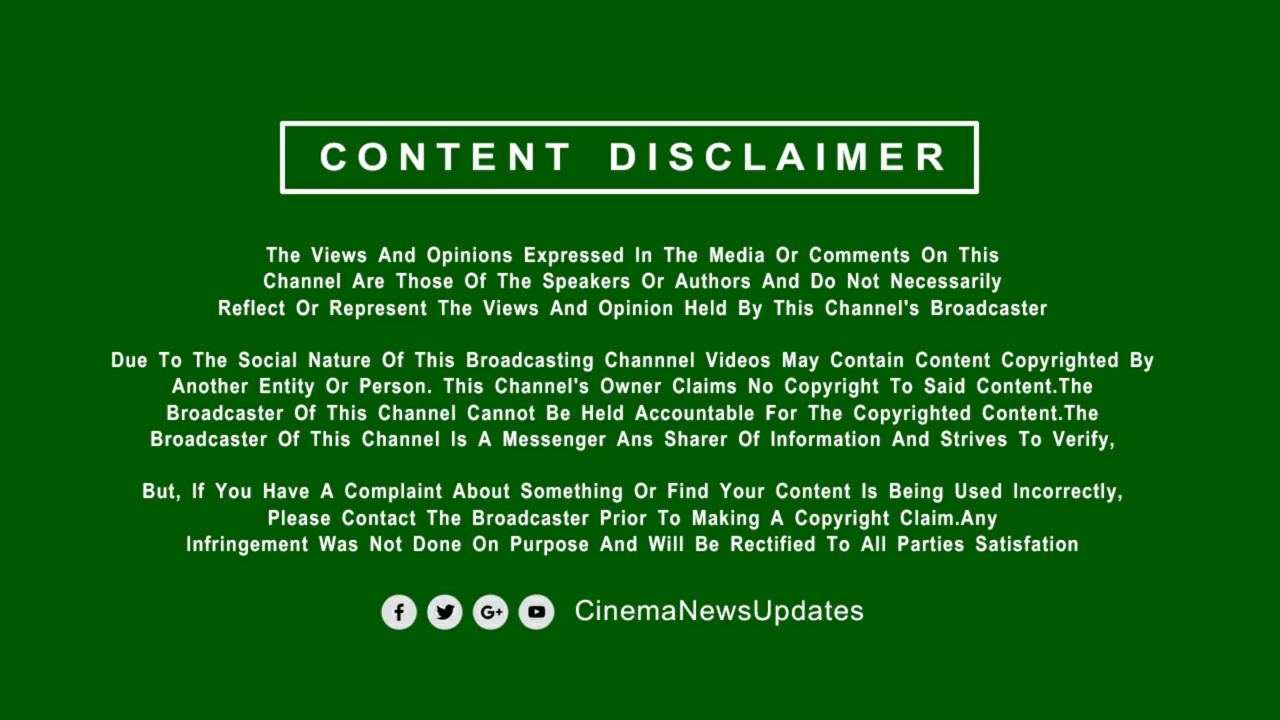 CONTENT DISCLAIMER
The Views And Opinions Expressed In The Media Or Comments On This
Channel Are Those Of The Speakers Or Authors And Do Not Necessarily
Reflect Or Represent The Views And Opinion Held By This Channel's Broadcaster
Due To The Social Nature Of This Broadcasting Channnel Videos May Contain Content Copyrighted By
Another Entity Or Person. This Channel's Owner Claims No Copyright To Said Content.The
Broadcaster Of This Channel Cannot Be Held Accountable For The Copyrighted Content.The
Broadcaster Of This Channel Is A Messenger Ans Sharer Of Information And Strives To Verify,
But, If You Have A Complaint About Something Or Find Your Content Is Being Used Incorrectly,
Please Contact The Broadcaster Prior To Making A Copyright Claim.Any
Infringement Was Not Done On Purpose And Will Be Rectified To All Parties Satisfation
f G+ CinemaNewsUpdates